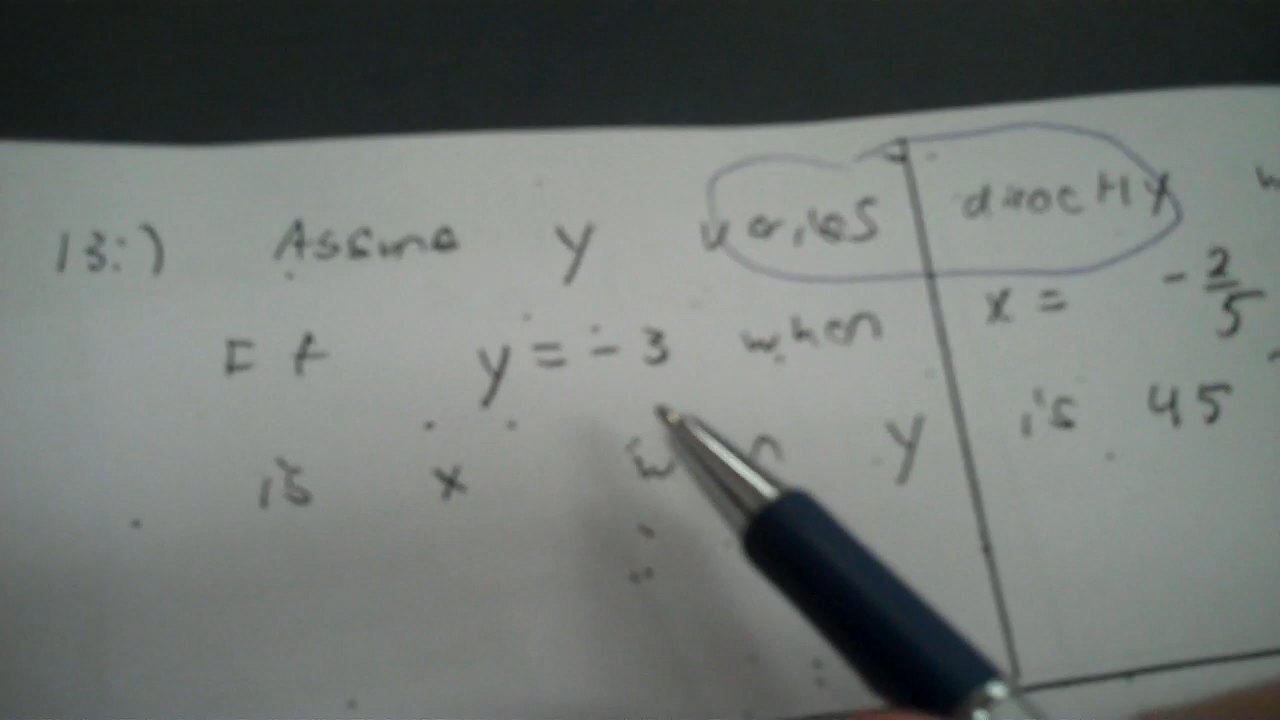 13:) Assume y varies directly w
If y = - 3 when x = - 2/5
is x when y is 45